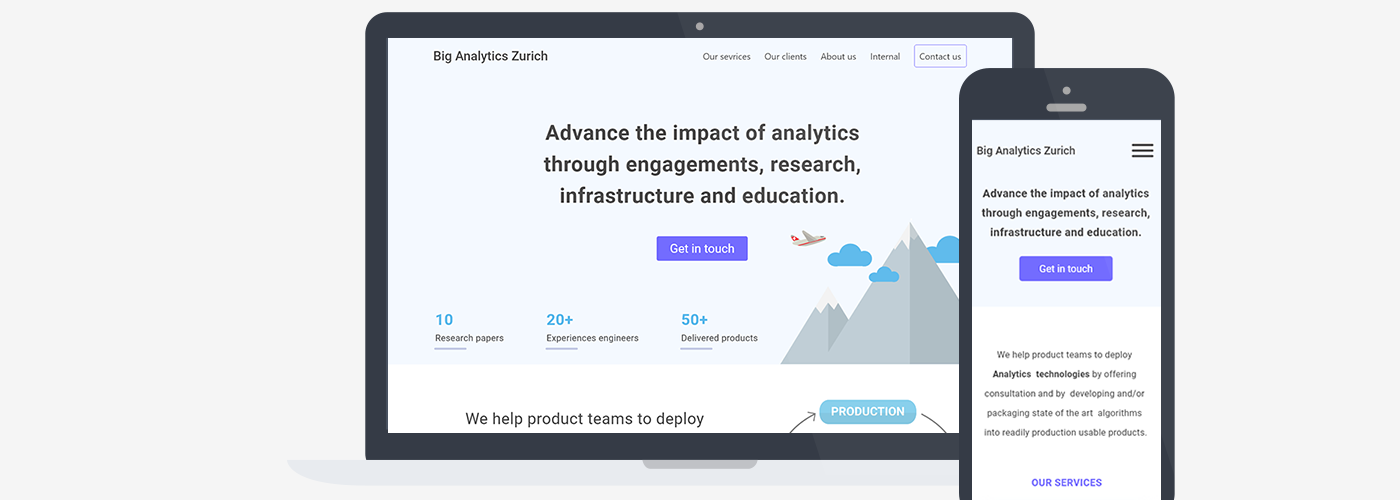 Big Analytics Zurich
Our sevrices
Our clients
About us
Internal
Contact us
Advance the impact of analytics
through engagements, research,
infrastructure and education.
Get in touch
10
20+
50+
Research papers
Experiences engineers
Delivered products
We help product teams to deploy
PRODUCTION
Big Analytics Zurich
Advance the impact of analytics
through engagements, research,
infrastructure and education.
Get in touch
We help product teams to deploy
Analytics technologies by offering
consultation and by developing and/or
packaging state of the art algorithms
into readily production usable products.
OUR SERVICES